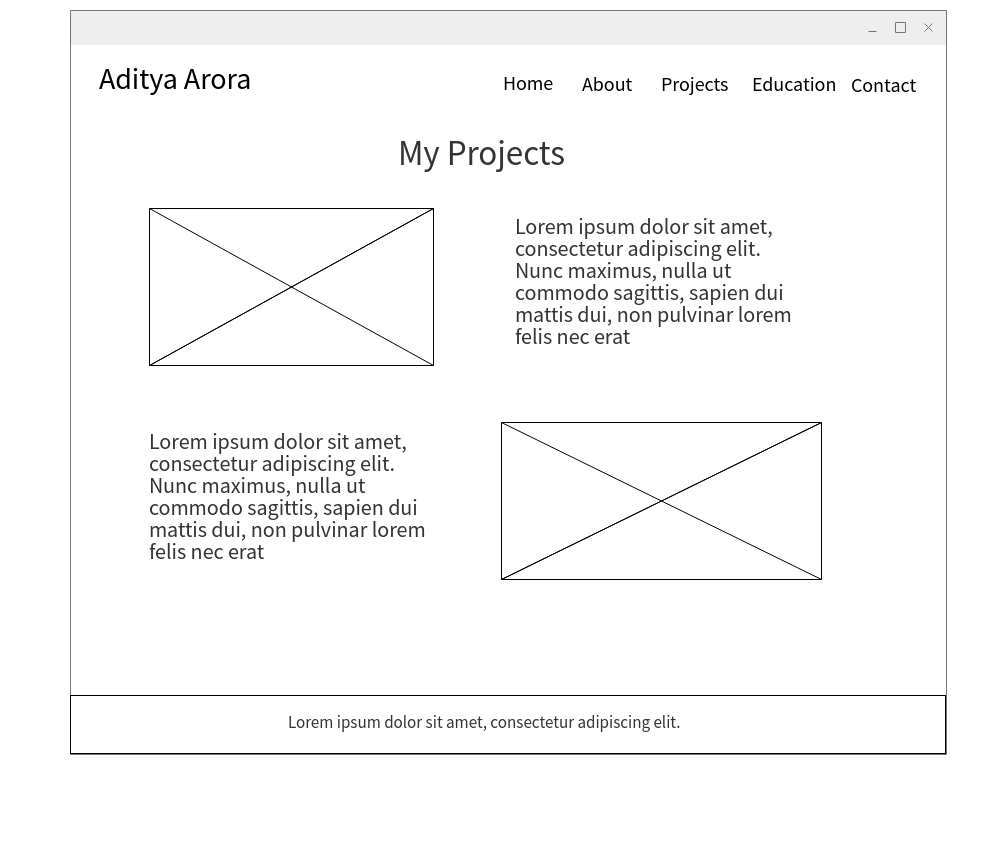 Aditya Arora
Home About Projects Education Contact
My Projects
Lorem ipsum dolor sit amet,
consectetur adipiscing elit.
Nunc maximus, nulla ut
commodo sagittis, sapien dui
mattis dui, non pulvinar lorem
felis nec erat
Lorem ipsum dolor sit amet,
consectetur adipiscing elit.
Nunc maximus, nulla ut
commodo sagittis, sapien dui
mattis dui, non pulvinar lorem
felis nec erat
Lorem ipsum dolor sit amet, consectetur adipiscing elit.